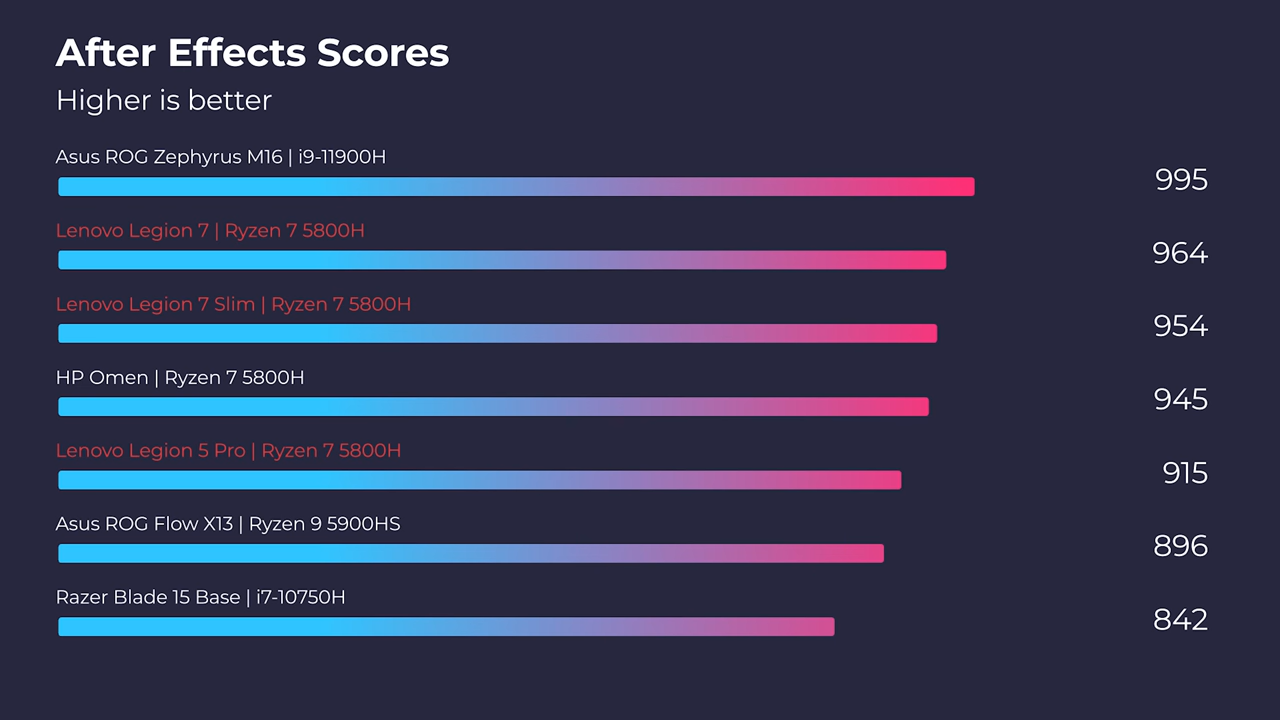 After Effects Scores
Higher is better
Asus ROG Zephyrus M16 | i9-11900H
995
Lenovo Legion 7 | Ryzen 7 5800H
964
Lenovo Legion 7 Slim | Ryzen 7 5800H
954
HP Omen | Ryzen 7 5800H
945
Lenovo Legion 5 Pro | Ryzen 7 5800H
915
Asus ROG Flow X13 | Ryzen 9 5900HS
896
Razer Blade 15 Base | i7-10750H
842